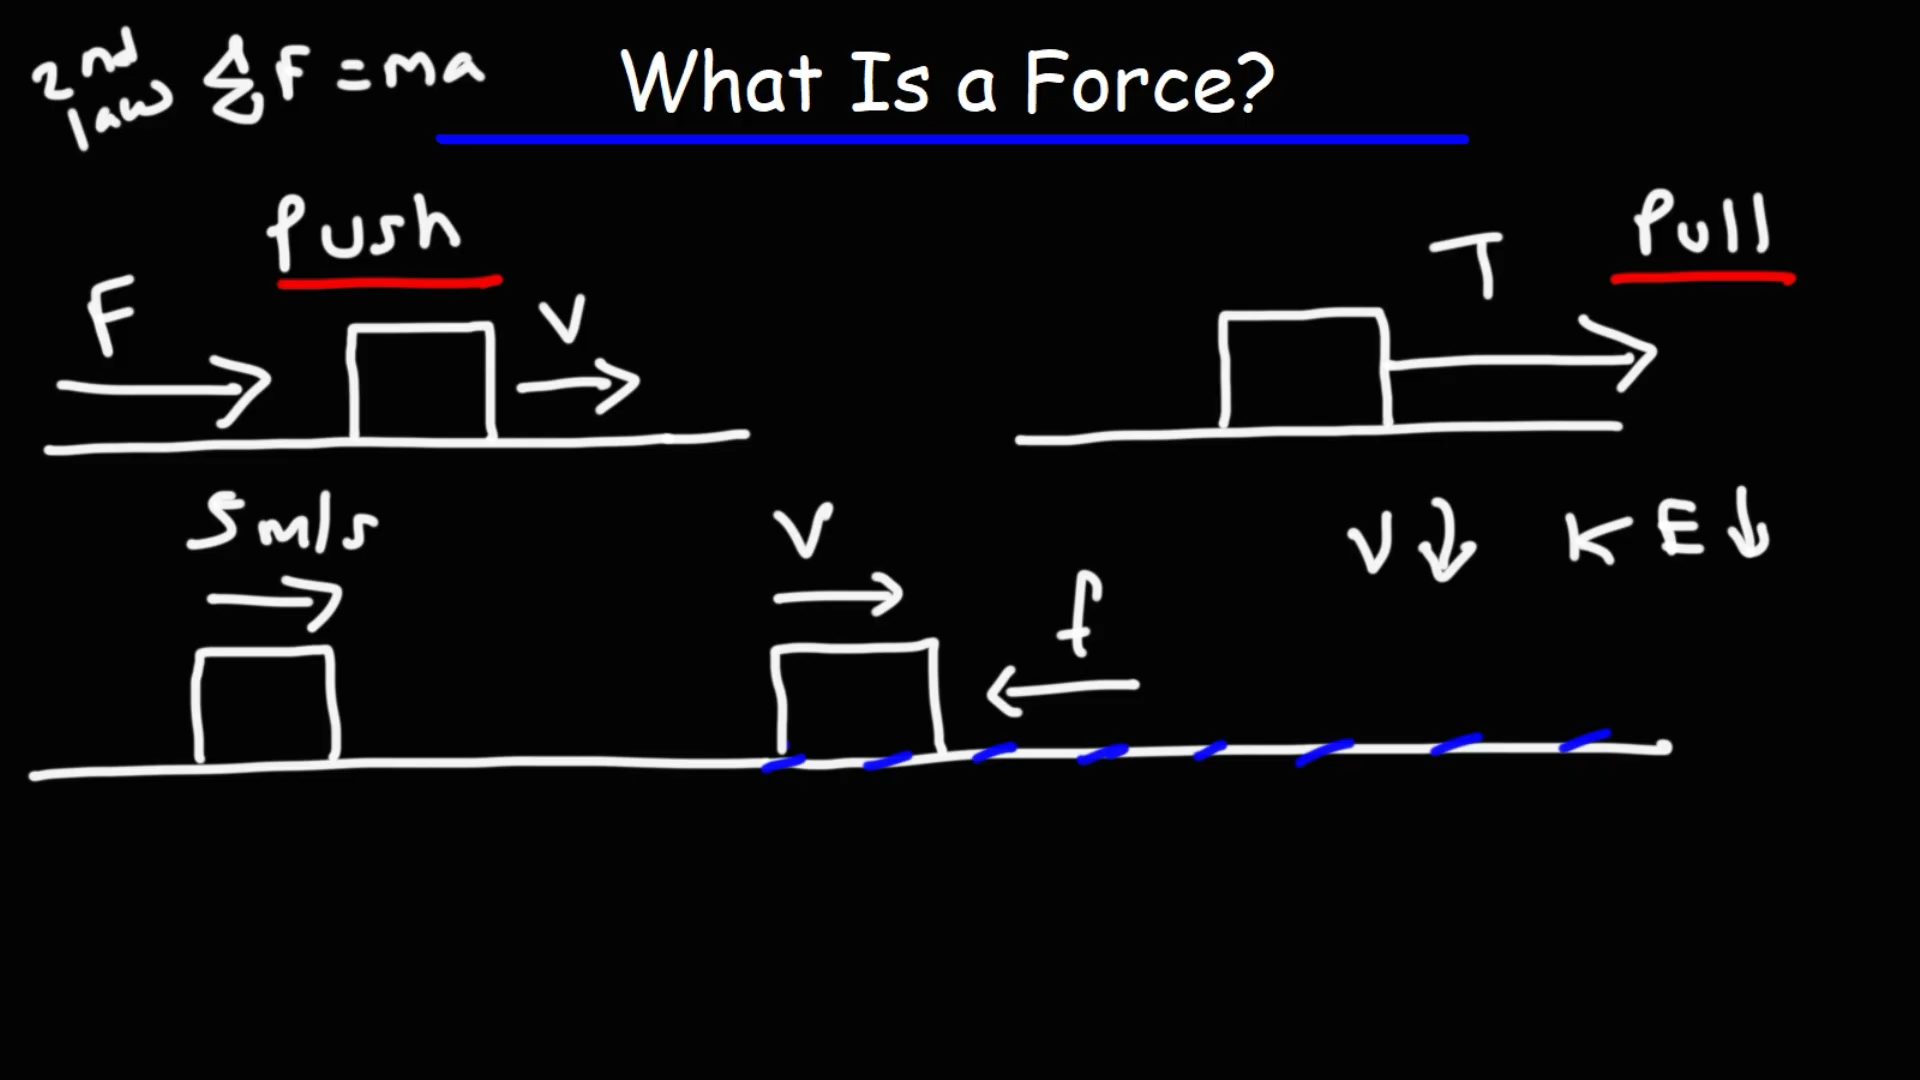 2nd law ΣF = ma
What Is a Force?
Push
Pull
F
V
T
5 m/s
V
f
V↓ KE↓